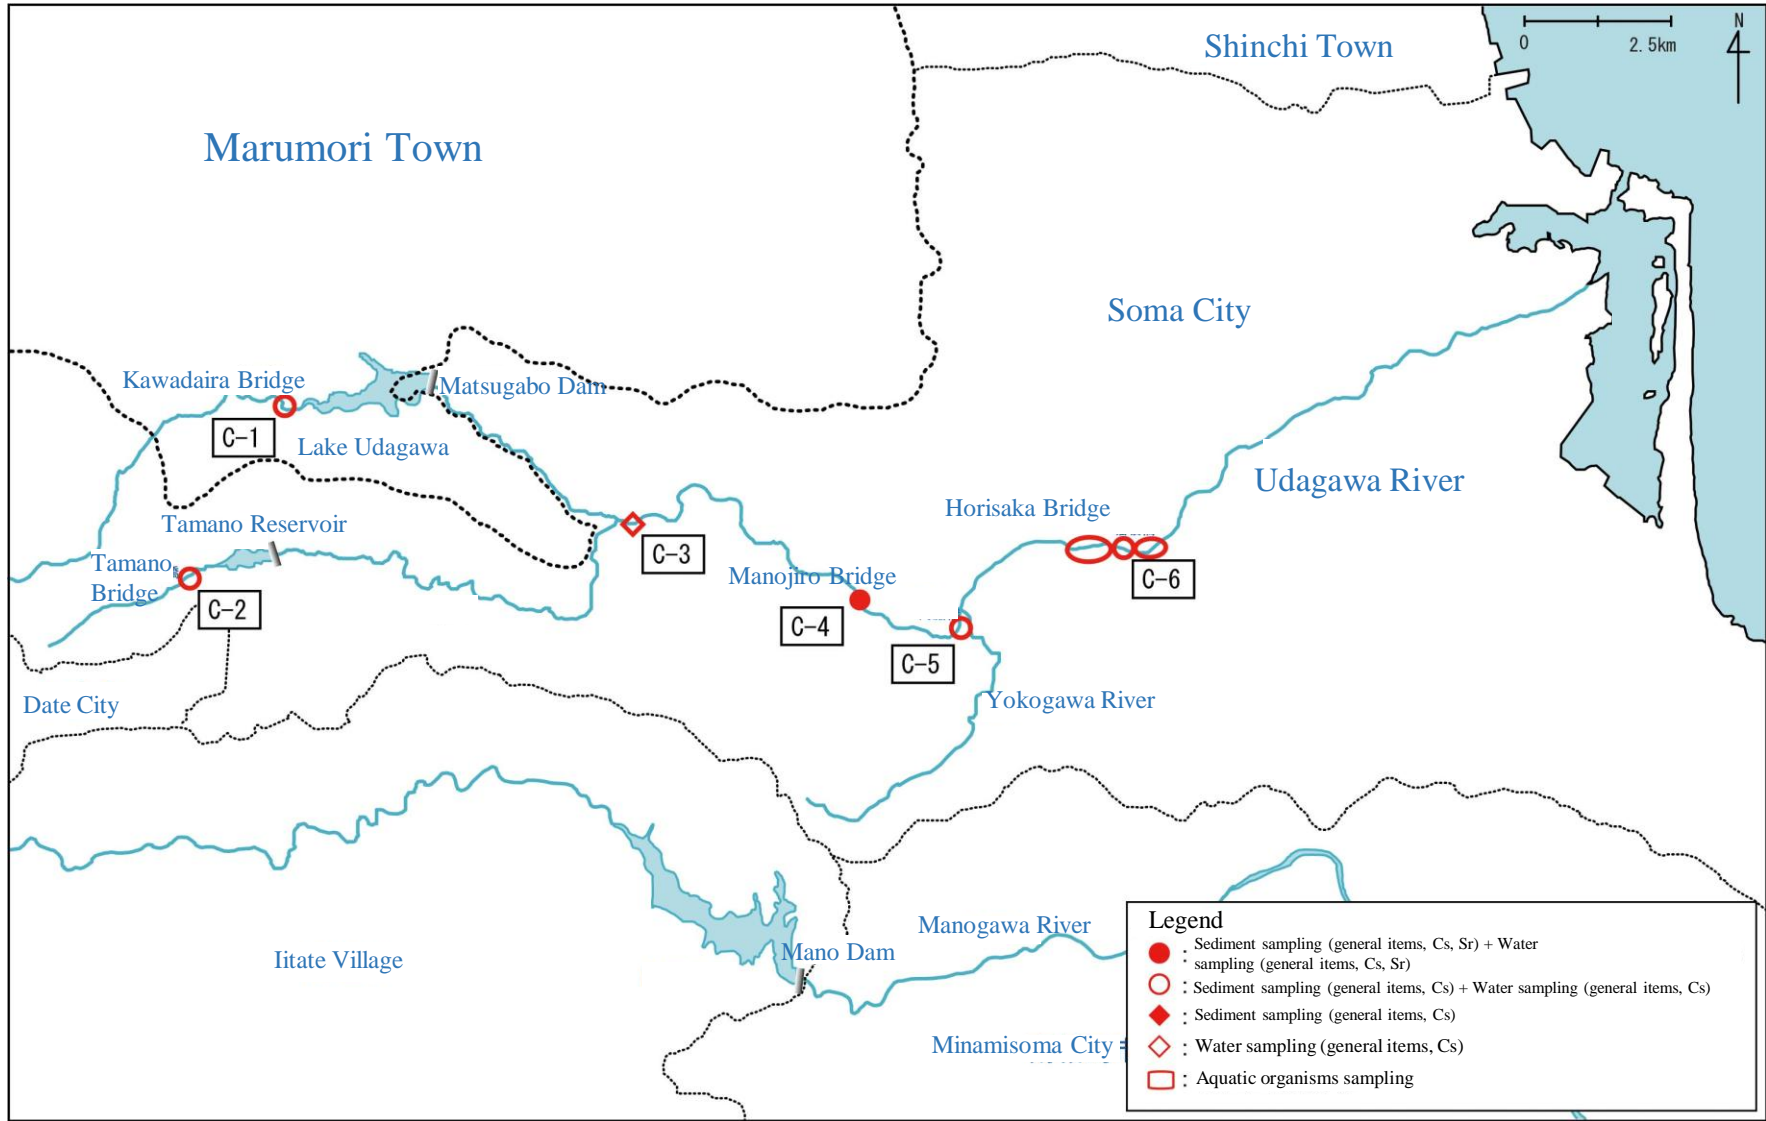 Shinchi Town
N
0
2.5km
Marumori Town
Soma City
Kawadaira Bridge
Matsugabo Dam
C-1
Lake Udagawa
Udagawa River
Horisaka Bridge
Tamano Reservoir
C-3
Tamano
Bridge
Manojiro Bridge
C-6
C-2
C-4
C-5
Date City
Yokogawa River
Manogawa River
Mano Dam
Iitate Village
Minamisoma City
Legend
: Sediment sampling (general items, Cs, Sr) + Water
sampling (general items, Cs, Sr)
: Sediment sampling (general items, Cs) + Water sampling (general items, Cs)
: Sediment sampling (general items, Cs)
: Water sampling (general items, Cs)
: Aquatic organisms sampling